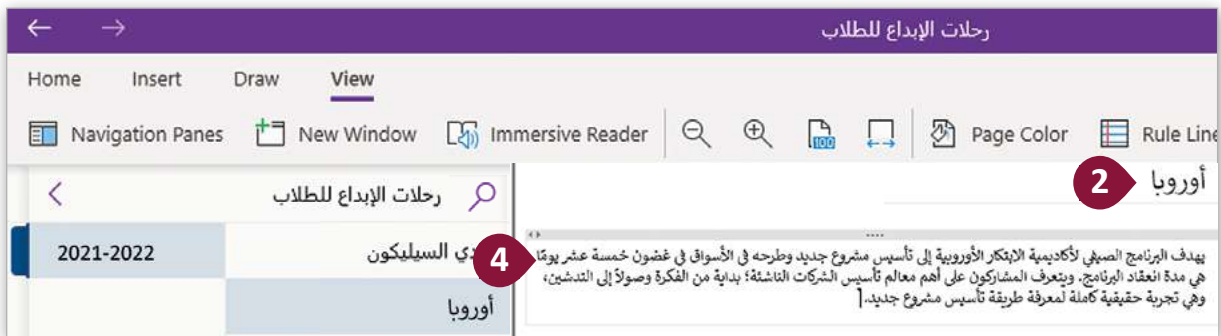 رحلات الإبداع للطلاب
Home Insert Draw View
Navigation Panes New Window Immersive Reader 100 Page Color Rule Line
رحلات الإبداع للطلاب
2021-2022
دي السيليكون
أوروبا
2
أوروبا
4
يهدف البرنامج الصيفي لأكاديمية الابتكار الأوروبية إلى تأسيس مشروع جديد وطرحه في الأسواق في غضون خمسة عشر يومًا
هي مدة انعقاد البرنامج. ويتعرف المشاركون على أهم معالم تأسيس الشركات الناشئة؛ بداية من الفكرة وصولاً إلى التدشين،
وهي تجربة حقيقية كاملة لمعرفة طريقة تأسيس مشروع جديد.